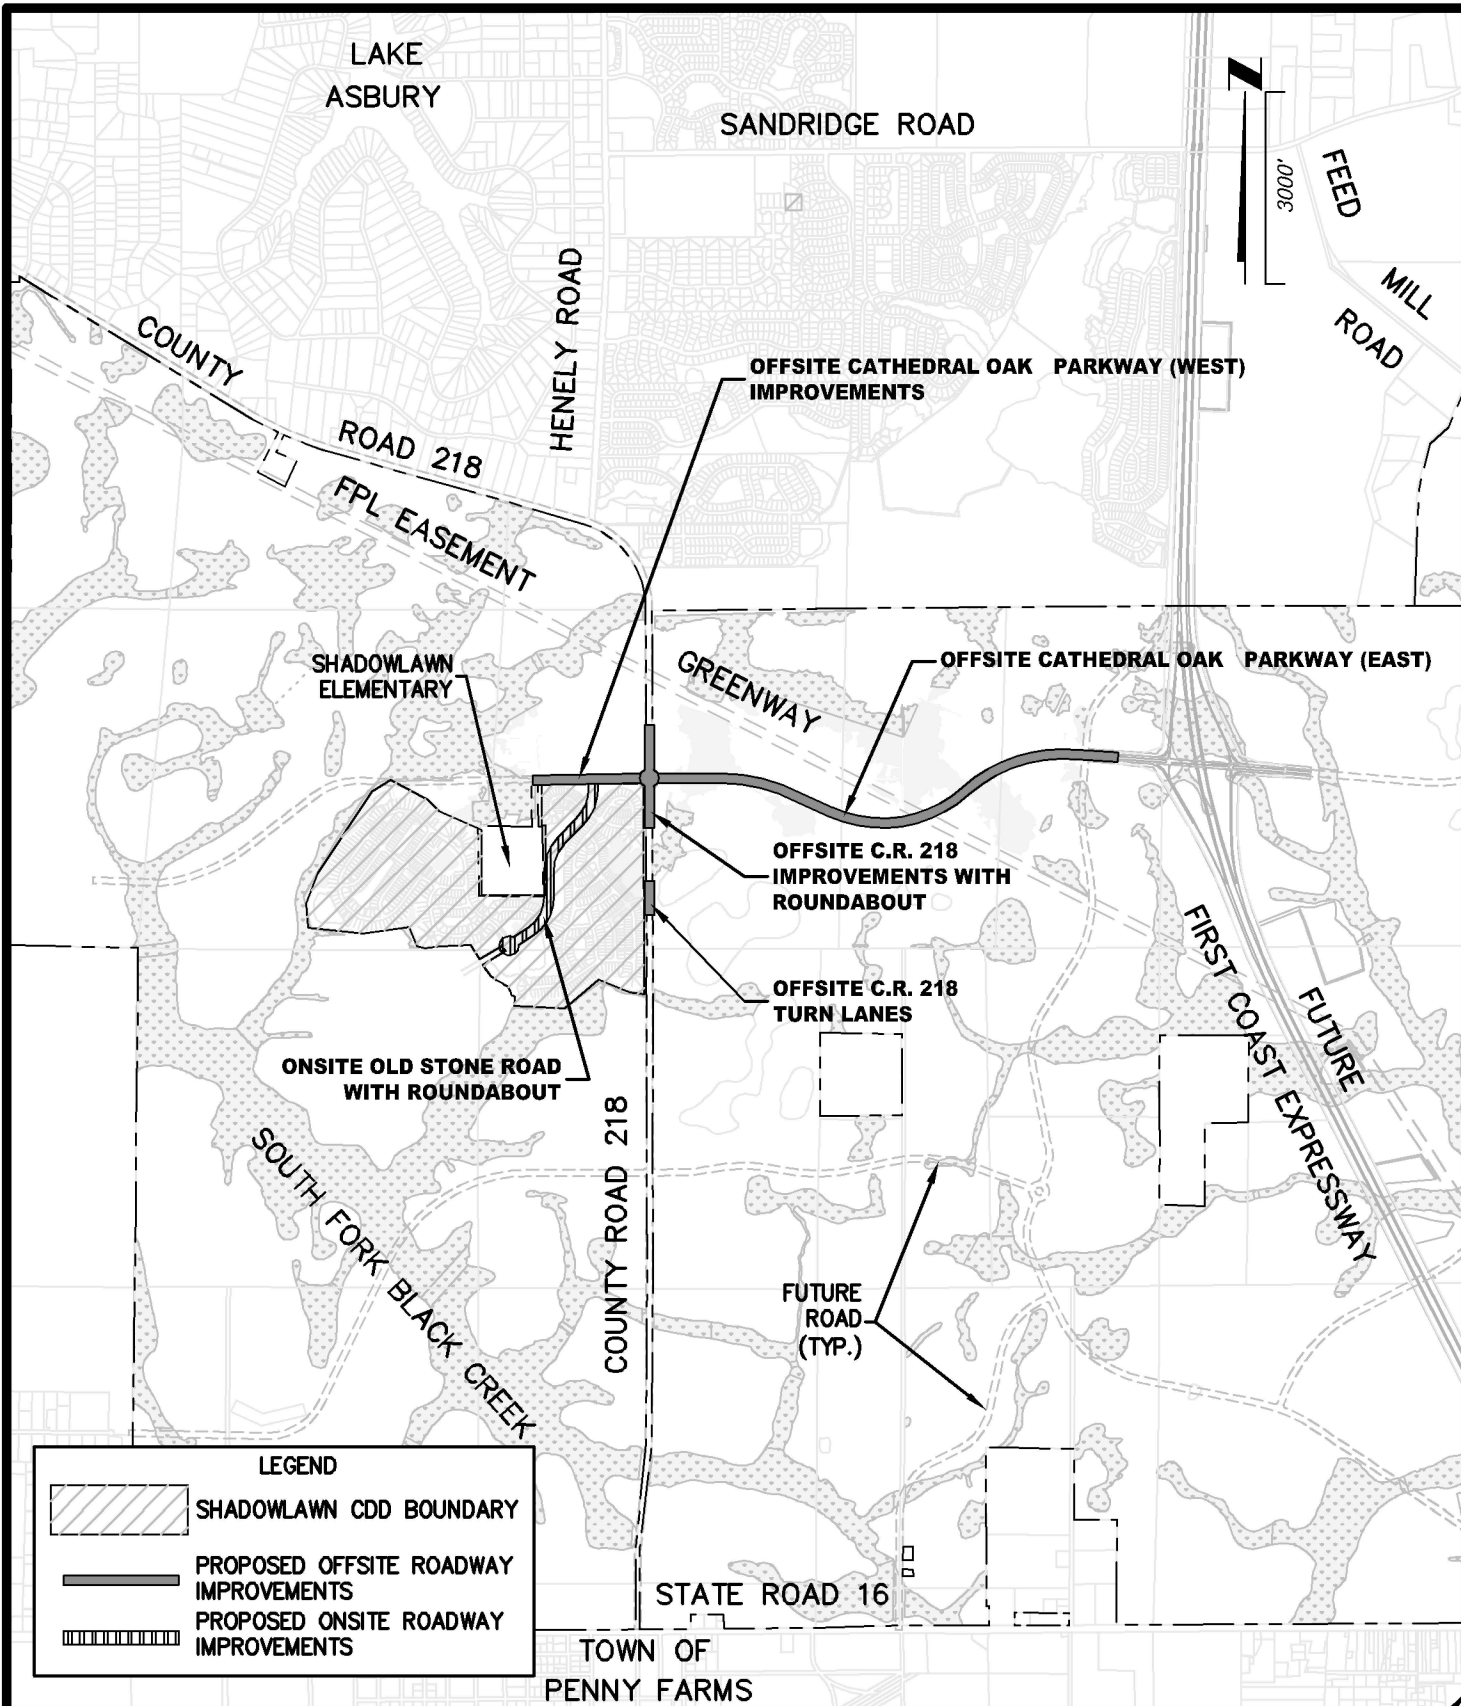 LAKE
ASBURY
SANDRIDGE ROAD
Z
3000'
FEED
MILL
ROAD
HENELY ROAD
COUNTY
ROAD 218
FPL EASEMENT
OFFSITE CATHEDRAL OAK PARKWAY (WEST)
IMPROVEMENTS
SHADOWLAWN
ELEMENTARY
GREENWAY
OFFSITE CATHEDRAL OAK PARKWAY (EAST)
OFFSITE C.R. 218
IMPROVEMENTS WITH
ROUNDABOUT
OFFSITE C.R. 218
TURN LANES
FIRST COAST EXPRESSWAY
FUTURE
ONSITE OLD STONE ROAD
WITH ROUNDABOUT
SOUTH FORK BLACK CREEK
COUNTY ROAD 218
FUTURE
ROAD
(TYP.)
LEGEND
SHADOWLAWN CDD BOUNDARY
PROPOSED OFFSITE ROADWAY
IMPROVEMENTS
PROPOSED ONSITE ROADWAY
IMPROVEMENTS
STATE ROAD 16
TOWN OF
PENNY FARMS